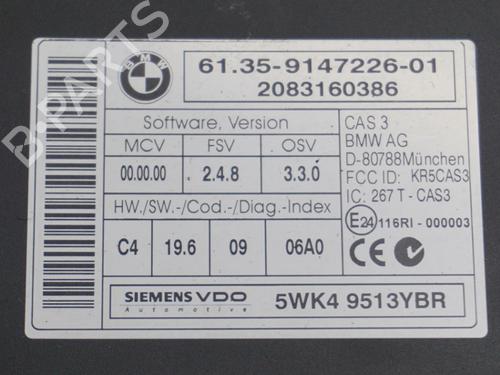 B-PARTS
BMW
61.35-9147226-01
2083160386
Software, Version
MCV FSV OSV
00.00.00 2.4.8 3.3.0
HW./SW.-/Cod.-/Diag.-Index
C4 19.6 09 06A0
CAS 3
BMW AG
D-80788München
FCC ID: KR5CAS3
IC: 267 T - CAS3
E24 116RI - 000003
CE
SIEMENS VDO
Automotive
5WK4 9513YBR